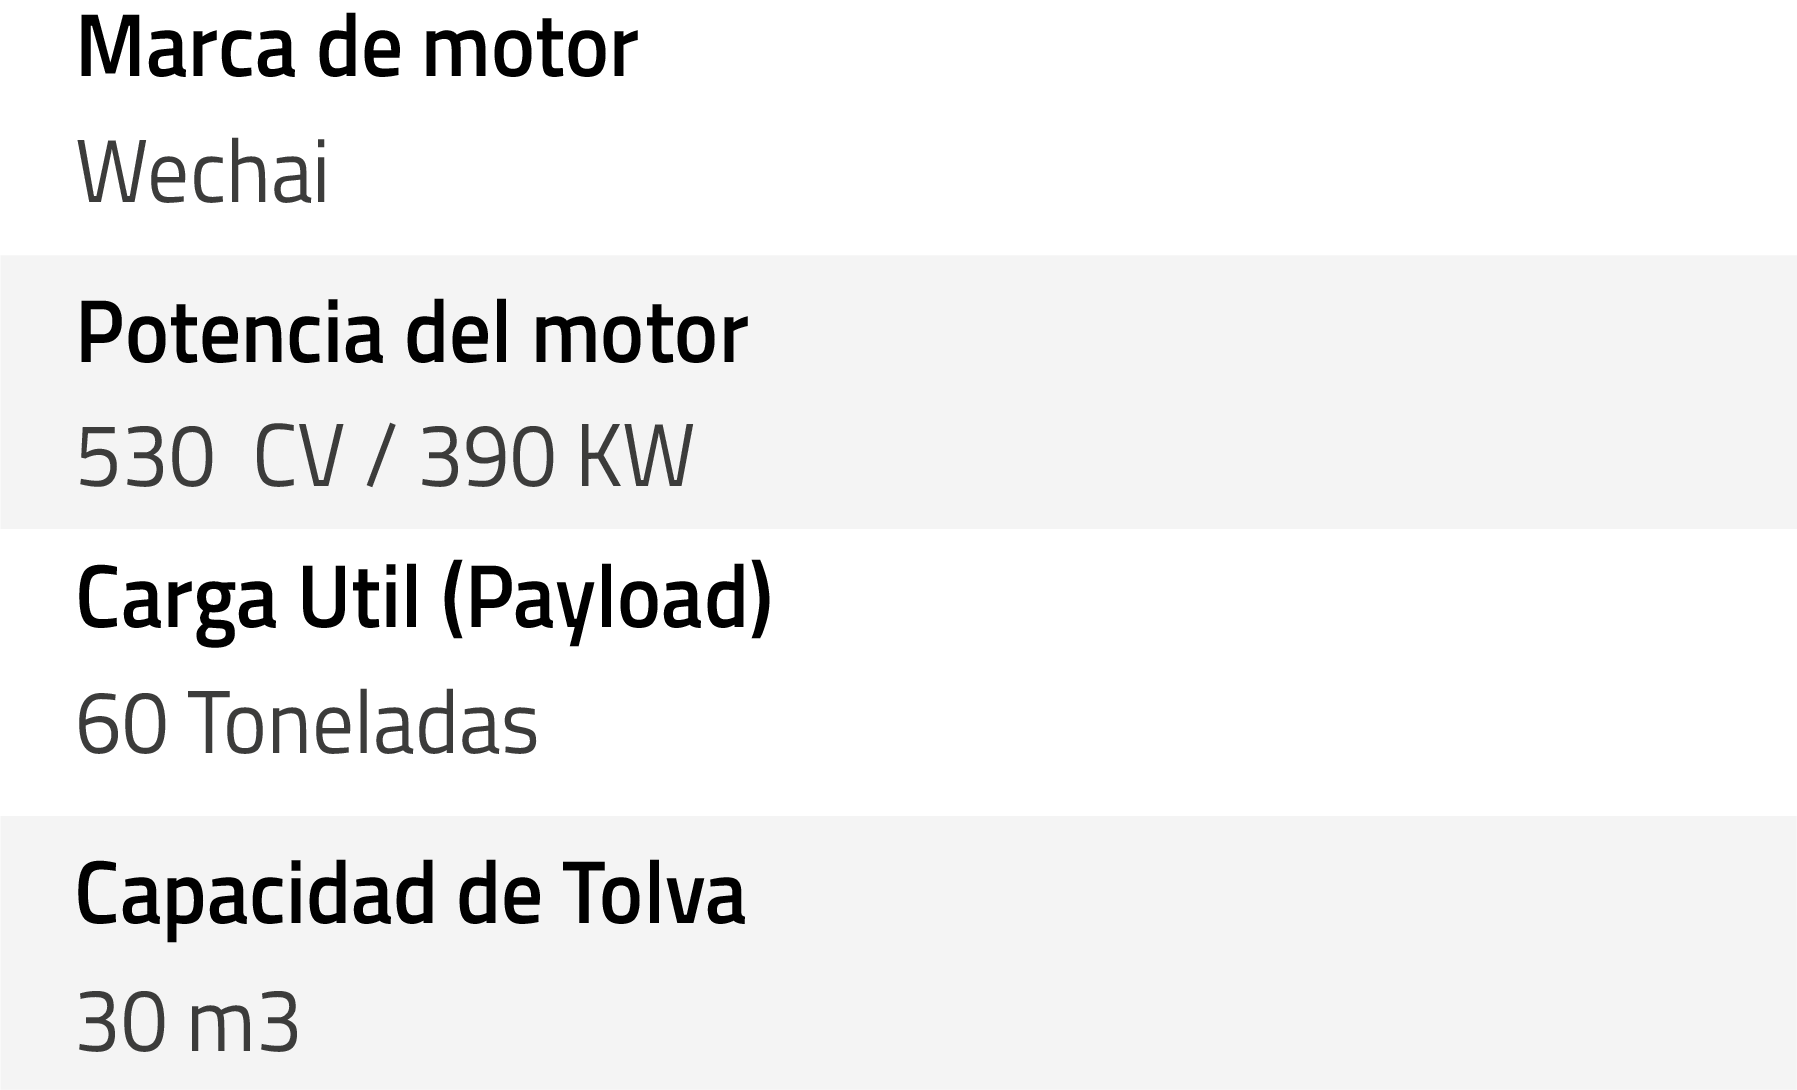 Marca de motor
Wechai
Potencia del motor
530  CV / 390 KW
Carga Util (Payload)
60 Toneladas
Capacidad de Tolva
30 m3